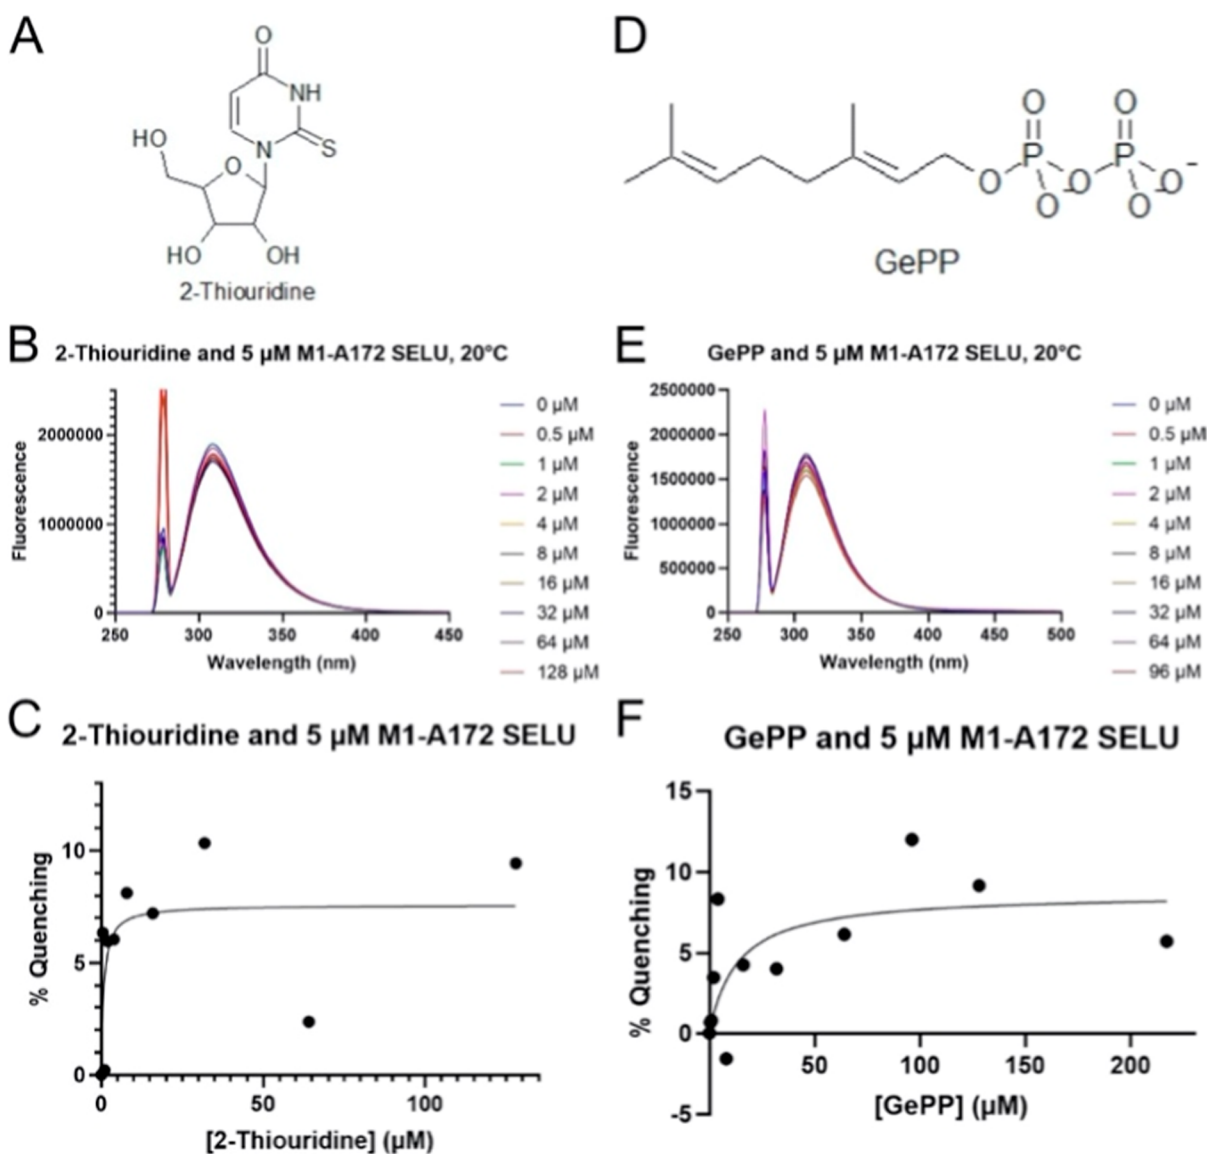 A
O
NH
N
S
HO
O
HO
OH
2-Thiouridine
B
2-Thiouridine and 5 µM M1-A172 SELU, 20°C
Fluorescence
2000000
1000000
0
250 300 350 400 450
Wavelength (nm)
0 µM
0.5 µM
1 µM
2 µM
4 µM
8 µM
16 µM
32 µM
64 µM
128 µM
C
2-Thiouridine and 5 µM M1-A172 SELU
% Quenching
10
5
0
0 50 100
[2-Thiouridine] (µM)
D
O O
P P
O O O -
O O
GePP
E
GePP and 5 µM M1-A172 SELU, 20°C
Fluorescence
2500000
2000000
1500000
1000000
500000
0
250 300 350 400 450 500
Wavelength (nm)
0 µM
0.5 µM
1 µM
2 µM
4 µM
8 µM
16 µM
32 µM
64 µM
96 µM
F
GePP and 5 µM M1-A172 SELU
% Quenching
15
10
5
0
-5
50 100 150 200
[GePP] (µM)